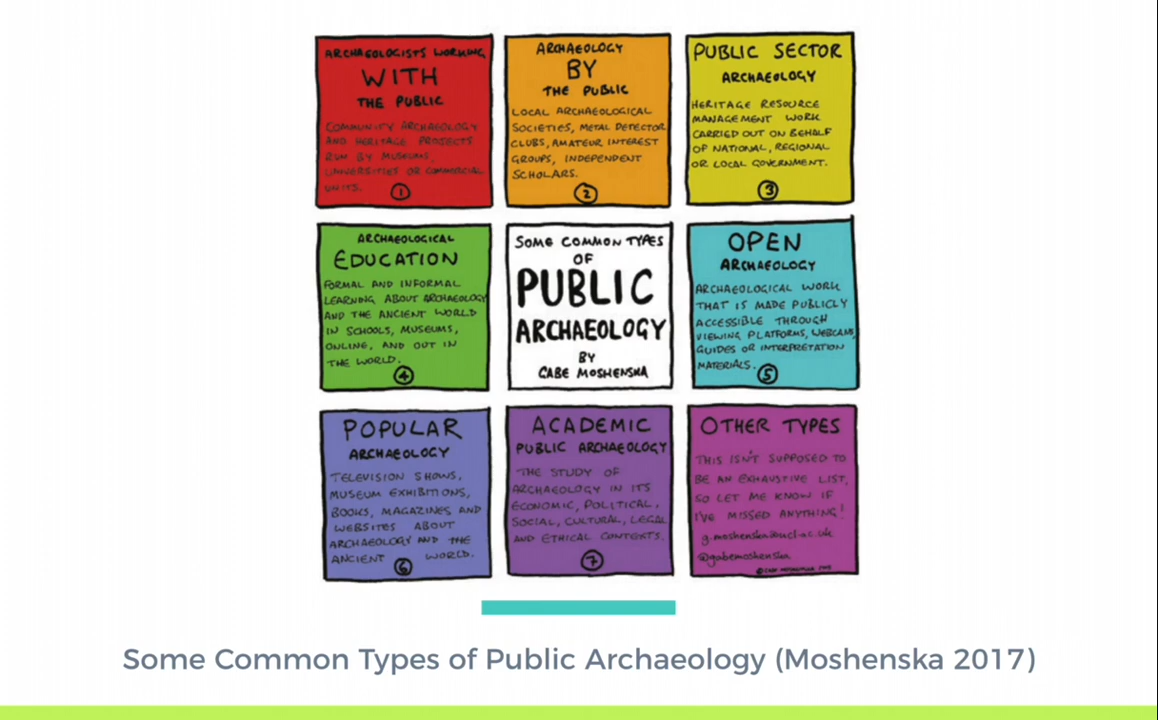 ARCHAEOLOGISTS WORKING
WITH
THE PUBLIC
COMMUNITY ARCHAEOLOGY
AND HERITAGE PROJECTS
RUN BY MUSEUMS,
UNIVERSITIES OR COMMERCIAL
UNITS.
1
ARCHAEOLOGY
BY
THE PUBLIC
LOCAL ARCHAEOLOGICAL
SOCIETIES, METAL DETECTOR
CLUBS, AMATEUR INTEREST
GROUPS, INDEPENDENT
SCHOLARS.
2
PUBLIC SECTOR
ARCHAEOLOGY
HERITAGE RESOURCE
MANAGEMENT WORK
CARRIED OUT ON BEHALF
OF NATIONAL, REGIONAL
OR LOCAL GOVERNMENT.
3
ARCHAEOLOGICAL
EDUCATION
FORMAL AND INFORMAL
LEARNING ABOUT ARCHAEOLOGY
AND THE ANCIENT WORLD
IN SCHOOLS, MUSEUMS,
ONLINE, AND OUT IN
THE WORLD.
4
SOME COMMON TYPES
OF
PUBLIC
ARCHAEOLOGY
BY
GABE MOSHENSKA
OPEN
ARCHAEOLOGY
ARCHAEOLOGICAL WORK
THAT IS MADE PUBLICLY
ACCESSIBLE THROUGH
VIEWING PLATFORMS, WEBCAMS,
GUIDES OR INTERPRETATION
MATERIALS.
5
POPULAR
ARCHAEOLOGY
TELEVISION SHOWS,
MUSEUM EXHIBITIONS,
BOOKS, MAGAZINES AND
WEBSITES ABOUT
ARCHAEOLOGY AND THE
ANCIENT WORLD.
6
ACADEMIC
PUBLIC ARCHAEOLOGY
THE STUDY OF
ARCHAEOLOGY IN ITS
ECONOMIC, POLITICAL,
SOCIAL, CULTURAL, LEGAL
AND ETHICAL CONTEXTS.
7
OTHER TYPES
THIS ISN'T SUPPOSED TO
BE AN EXHAUSTIVE LIST,
SO LET ME KNOW IF
I'VE MISSED ANYTHING!
g.moshenska@ucl.ac.uk
@gabemoshenska
© GABE MOSHENSKA
Some Common Types of Public Archaeology (Moshenska 2017)